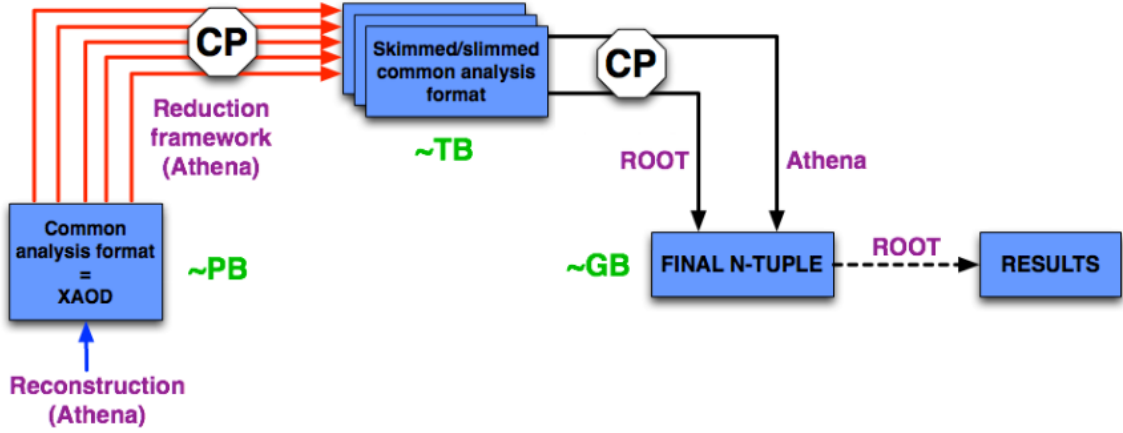 CP
Skimmed/slimmed
common analysis
format
CP
Reduction
framework
(Athena)
~TB
ROOT
Athena
Common
analysis format
=
XAOD
~PB
~GB
FINAL N-TUPLE
ROOT
RESULTS
Reconstruction
(Athena)